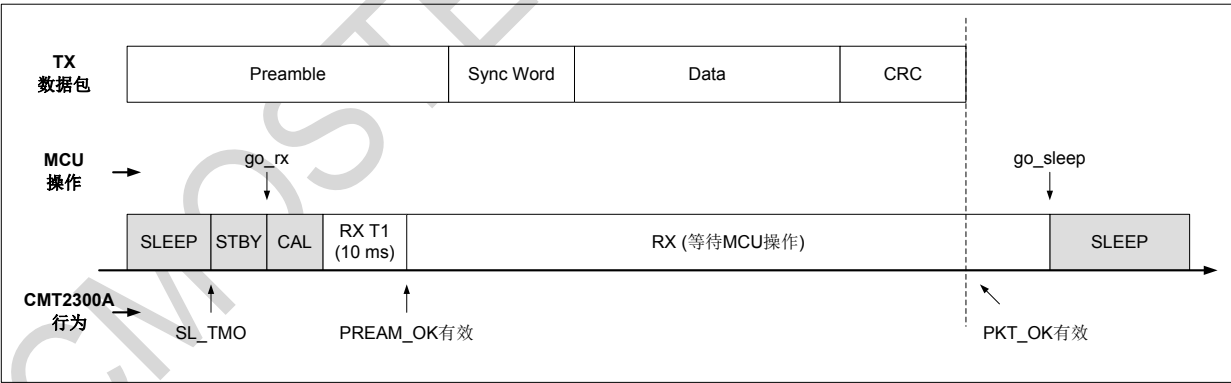 TX
数据包
Preamble
Sync Word
Data
CRC
MCU
操作
go_rx
go_sleep
SLEEP
STBY
CAL
RX T1
(10 ms)
RX (等待MCU操作)
SLEEP
CMT2300A
行为
SL_TMO
PREAM_OK有效
PKT_OK有效
CMOSTE